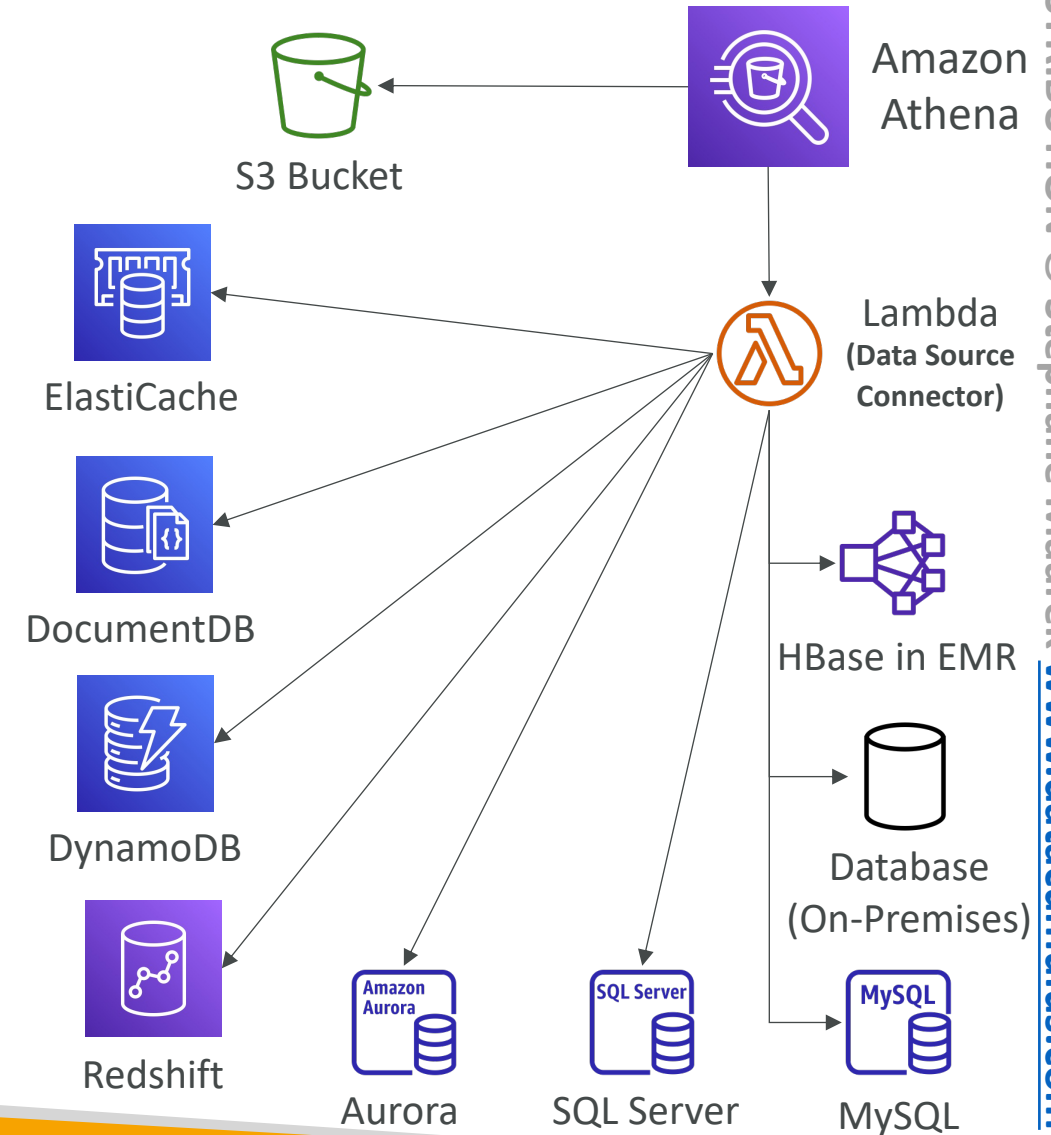 Amazon
Athena
S3 Bucket
Lambda
(Data Source
Connector)
ElastiCache
DocumentDB
HBase in EMR
DynamoDB
Database
(On-Premises)
Redshift
Amazon
Aurora
Aurora
SQL Server
SQL Server
MySQL
MySQL